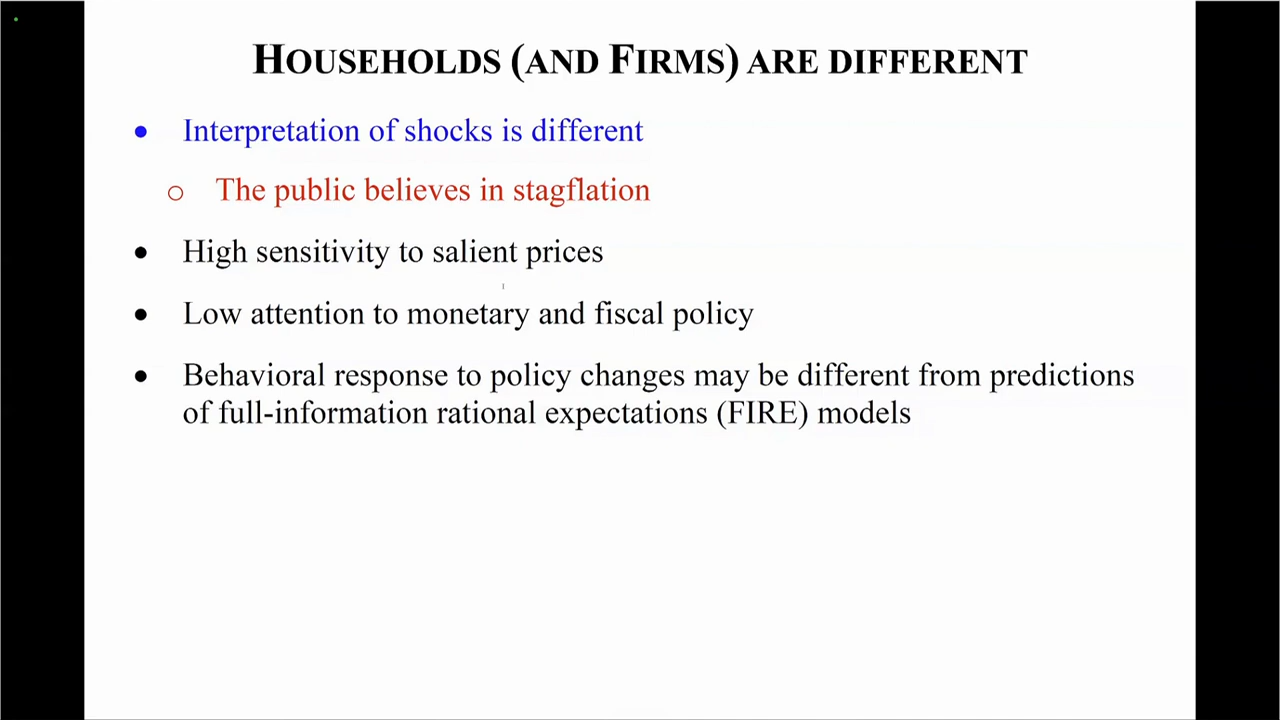 HOUSEHOLDS (AND FIRMS) ARE DIFFERENT
• Interpretation of shocks is different
o The public believes in stagflation
• High sensitivity to salient prices
• Low attention to monetary and fiscal policy
• Behavioral response to policy changes may be different from predictions
of full-information rational expectations (FIRE) models